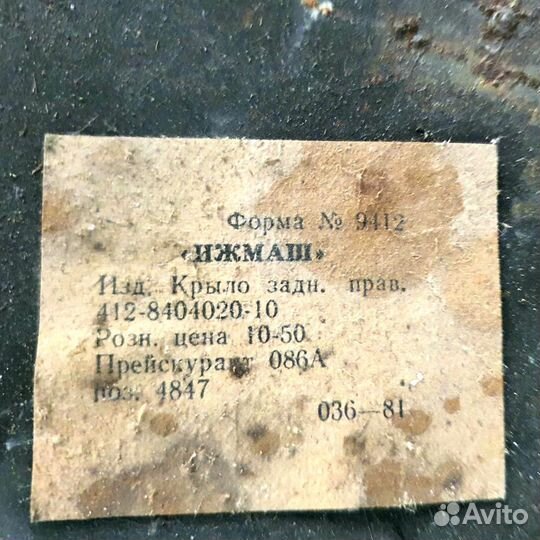 Форма № 9412
«ИЖМАШ»
Изд. Крыло задн. прав.
412-8404020-10
Розн. цена 10-50
Прейскурант 086А
поз. 4847
036—81
Avito